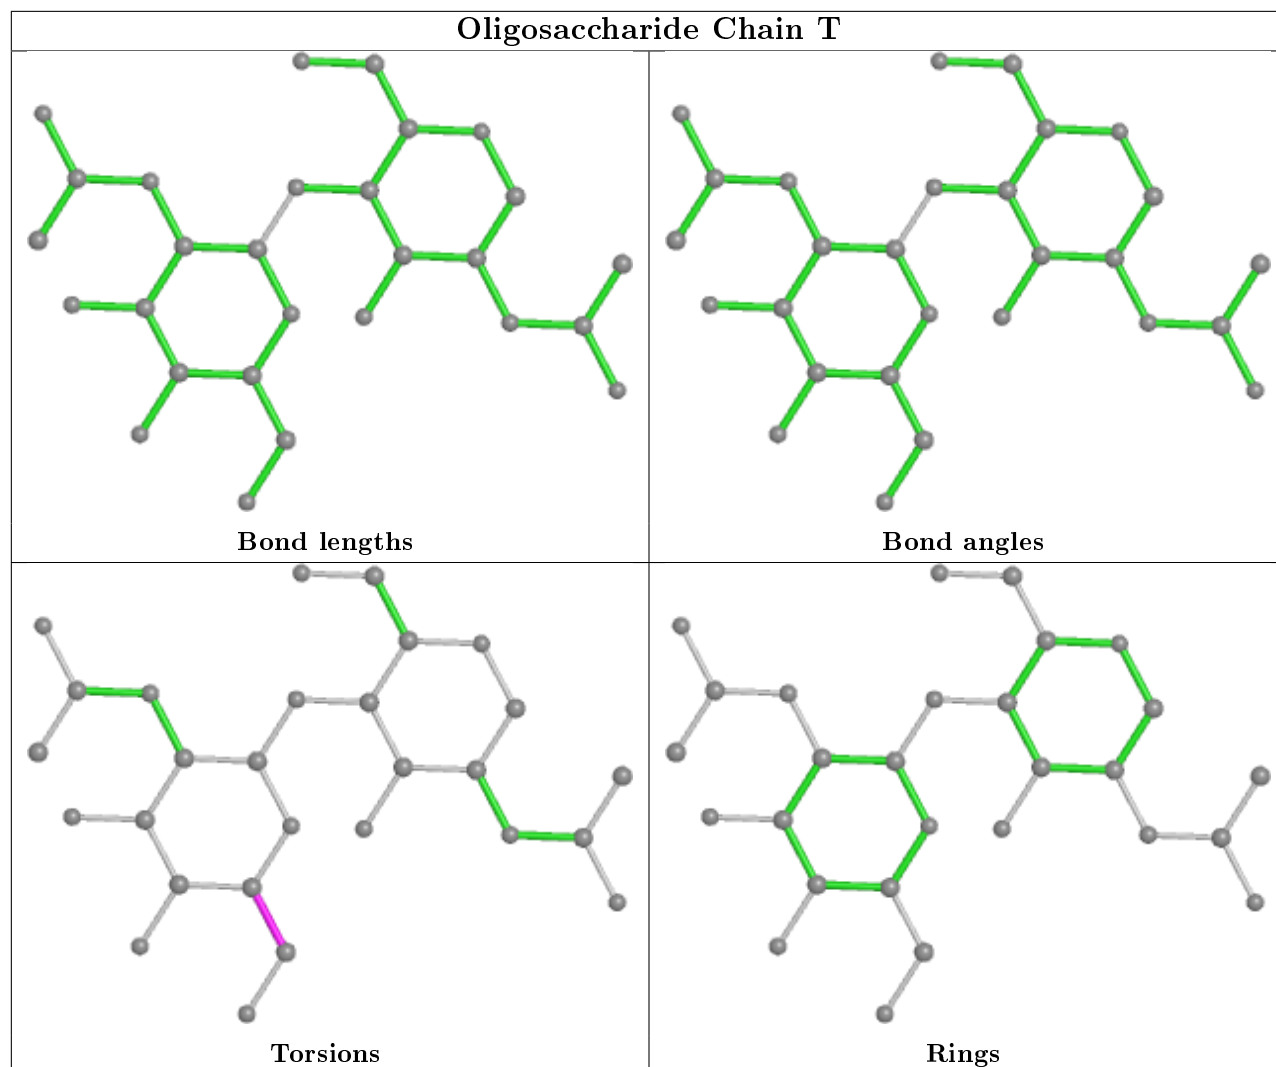 Oligosaccharide Chain T
Bond lengths
Bond angles
Torsions
Rings